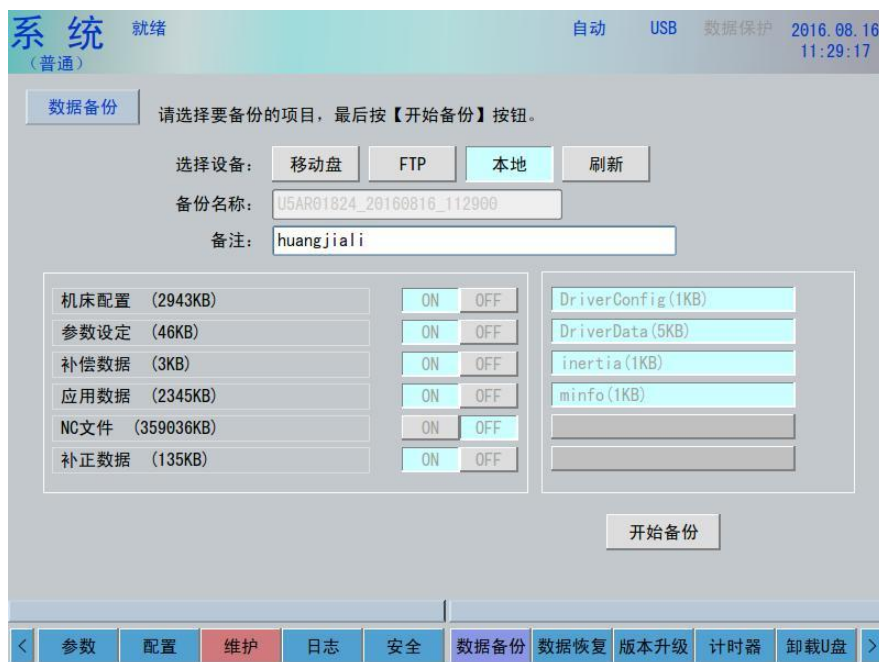 系 统 就绪 自动 USB 数据保护 2016.08.16
（普通） 11:29:17
数据备份 请选择要备份的项目，最后按【开始备份】按钮。
选择设备： 移动盘 FTP 本地 刷新
备份名称： U5AR01824_20160816_112900
备注： huangjiali
机床配置 (2943KB) ON OFF DriverConfig(1KB)
参数设定 (46KB) ON OFF DriverData(5KB)
补偿数据 (3KB) ON OFF inertia(1KB)
应用数据 (2345KB) ON OFF minfo(1KB)
NC文件 (359036KB) ON OFF
补正数据 (135KB) ON OFF
开始备份
< 参数 配置 维护 日志 安全 数据备份 数据恢复 版本升级 计时器 卸载U盘 >